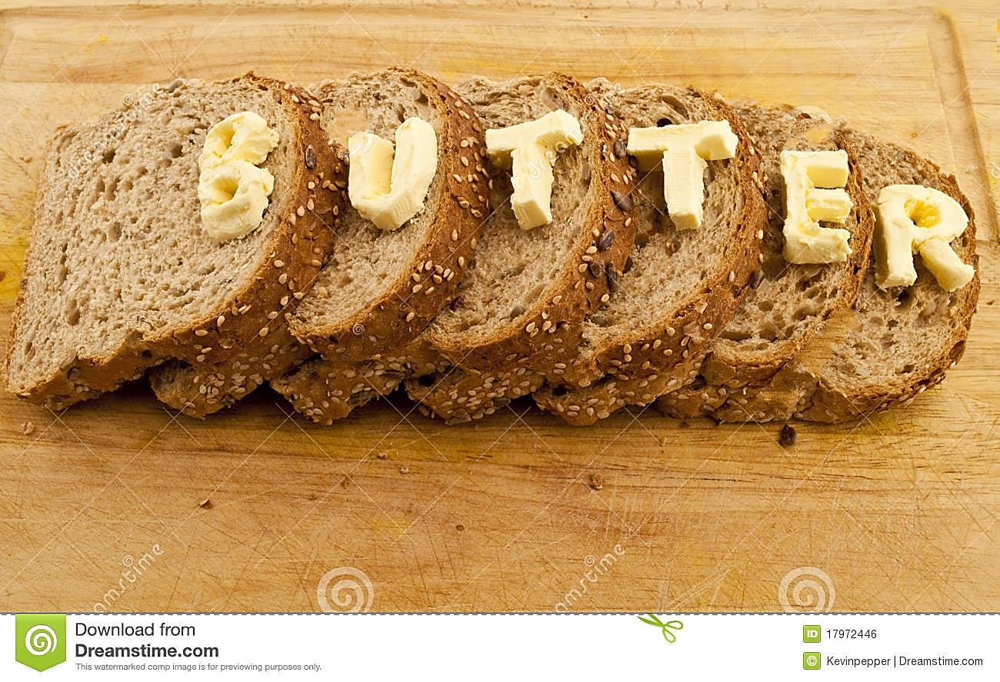 BUTTER
Download from
Dreamstime.com
This watermarked comp image is for previewing purposes only.
ID 17972446
© Kevinpepper | Dreamstime.com